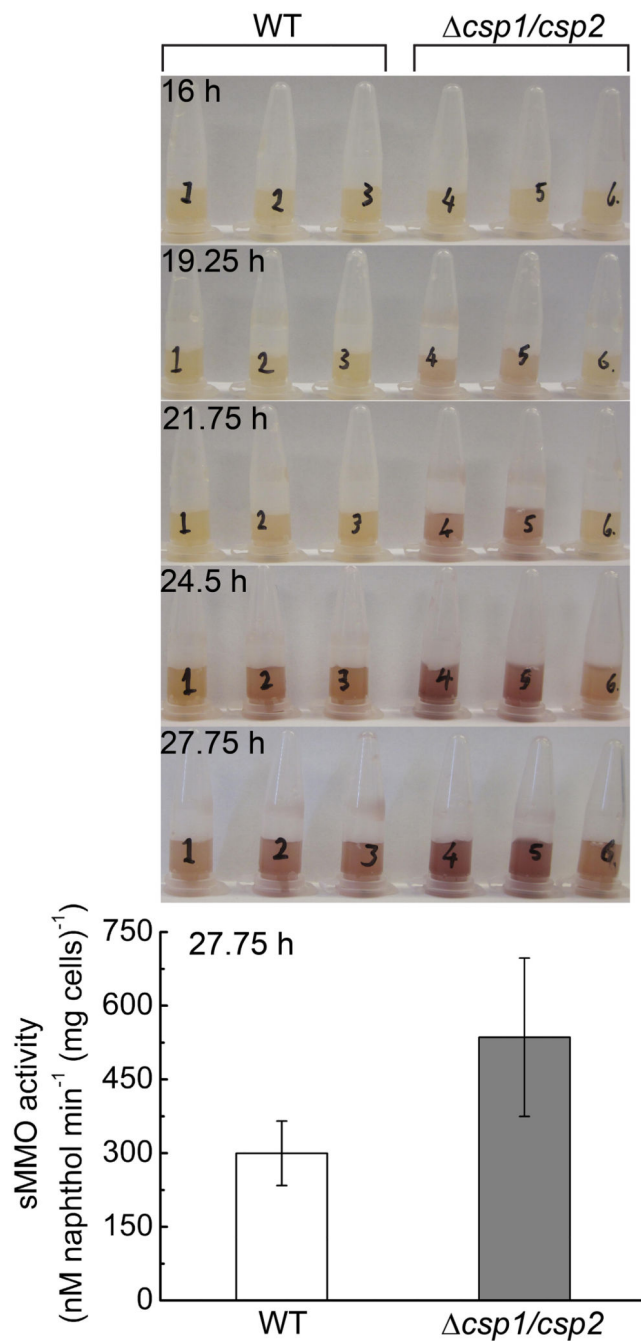 WT Δcsp1/csp2
16 h
1 2 3 4 5 6.
19.25 h
1 2 3 4 5 6.
21.75 h
1 2 3 4 5 6.
24.5 h
1 2 3 4 5 6.
27.75 h
1 2 3 4 5 6.
sMMO activity
(nM naphthol min⁻¹ (mg cells)⁻¹)
27.75 h
750
600
450
300
150
0
WT Δcsp1/csp2